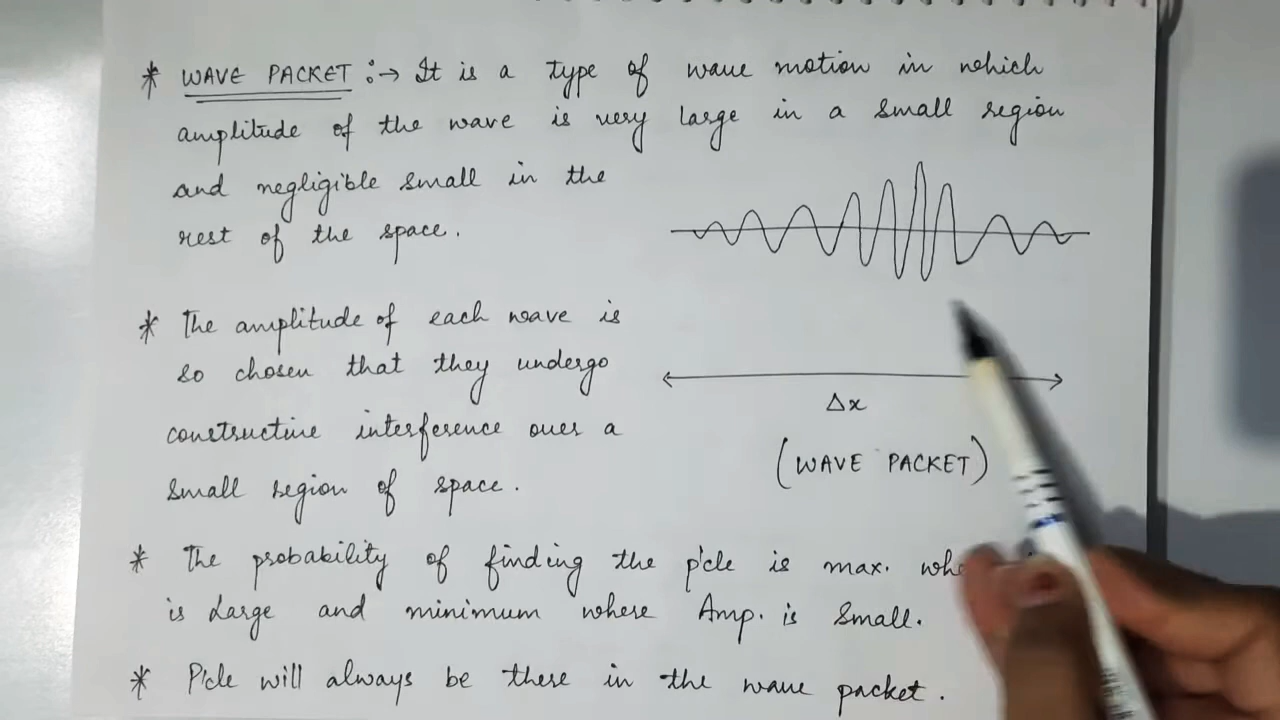 * WAVE PACKET :→ It is a type of wave motion in which
amplitude of the wave is very large in a small region
and negligible small in the
rest of the space.
* The amplitude of each wave is
so chosen that they undergo
constructive interference over a
small region of space.
Δx
(WAVE PACKET)
* The probability of finding the p'cle is max.
is large and minimum where Amp. is small.
* P'cle will always be there in the wave packet.